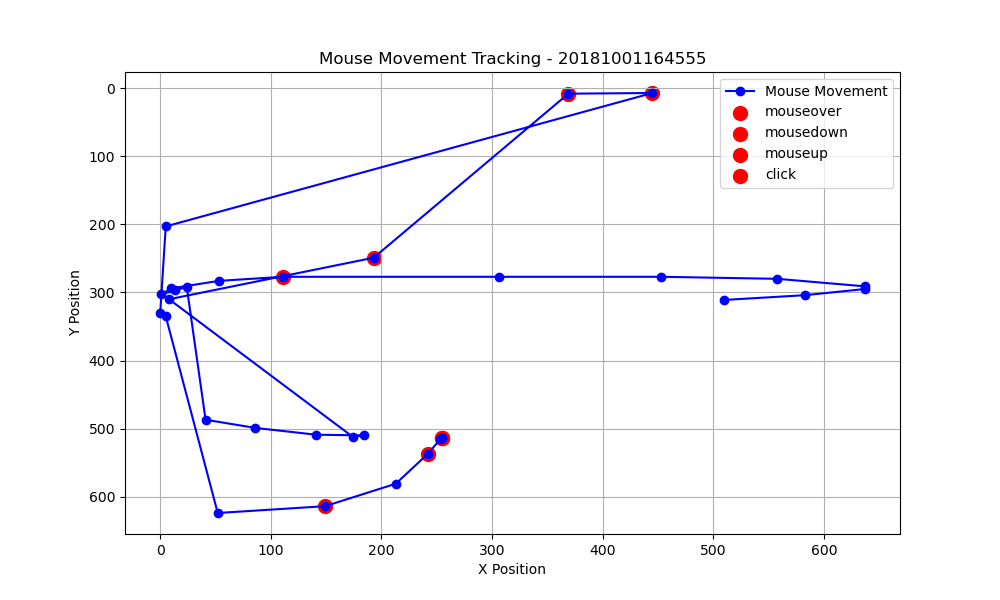 Mouse Movement Tracking - 20181001164555
Mouse Movement
mouseover
mousedown
mouseup
click
Y Position
0
100
200
300
400
500
600
0 100 200 300 400 500 600
X Position